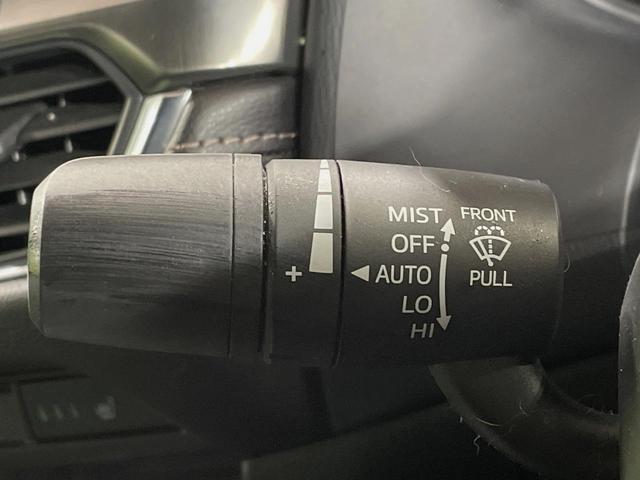 MIST FRONT
OFF
+ AUTO PULL
LO
HI